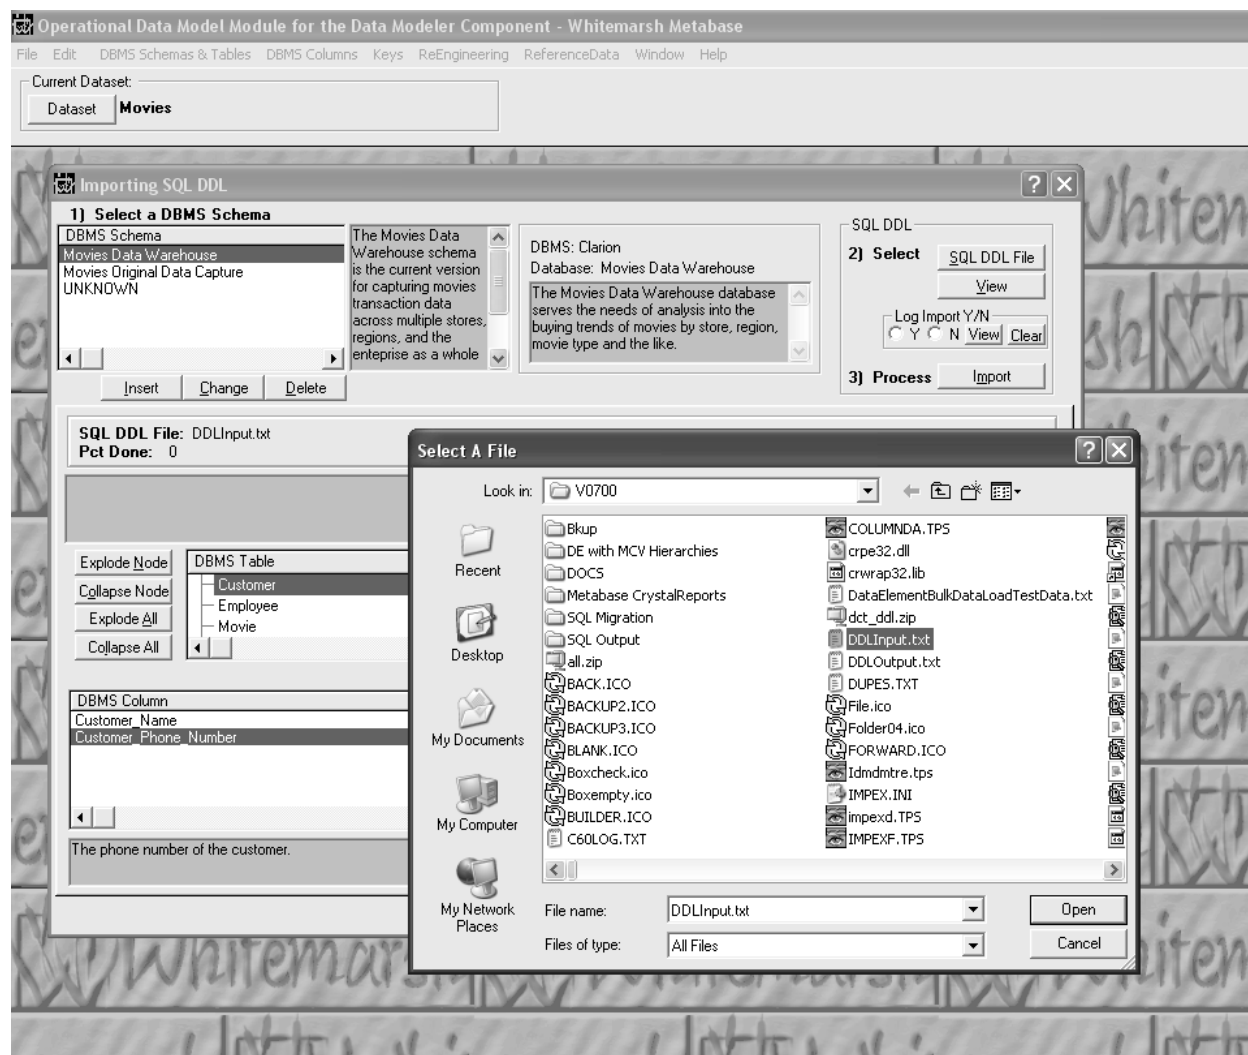 Operational Data Model Module for the Data Modeler Component - Whitemarsh Metabase
File Edit DBMS Schemas & Tables DBMS Columns Keys ReEngineering ReferenceData Window Help
Current Dataset:
Dataset Movies
Importing SQL DDL
1) Select a DBMS Schema
DBMS Schema
Movies Data Warehouse
Movies Original Data Capture
UNKNOWN
The Movies Data
Warehouse schema
is the current version
for capturing movies
transaction data
across multiple stores,
regions, and the
enteprise as a whole
DBMS: Clarion
Database: Movies Data Warehouse
The Movies Data Warehouse database
serves the needs of analysis into the
buying trends of movies by store, region,
movie type and the like.
SQL DDL
2) Select SQL DDL File
View
Log Import Y/N
Y N View Clear
3) Process Import
Insert Change Delete
SQL DDL File: DDLInput.txt
Pct Done: 0
Explode Node
Collapse Node
Explode All
Collapse All
DBMS Table
Customer
Employee
Movie
DBMS Column
Customer_Name
Customer_Phone_Number
The phone number of the customer.
Select A File
Look in: V0700
Recent
Desktop
My Documents
My Computer
My Network
Places
Bkup
DE with MCV Hierarchies
DOCS
Metabase CrystalReports
SQL Migration
SQL Output
all.zip
BACK.ICO
BACKUP2.ICO
BACKUP3.ICO
BLANK.ICO
Boxcheck.ico
Boxempty.ico
BUILDER.ICO
C60LOG.TXT
COLUMNDA.TPS
crpe32.dll
crwrap32.lib
DataElementBulkDataLoadTestData.txt
dct_ddl.zip
DDLInput.txt
DDLOutput.txt
DUPES.TXT
File.ico
Folder04.ico
FORWARD.ICO
Idmdmtre.tps
IMPEX.INI
impexd.TPS
IMPEXF.TPS
File name: DDLInput.txt Open
Files of type: All Files Cancel
Whitemarsh